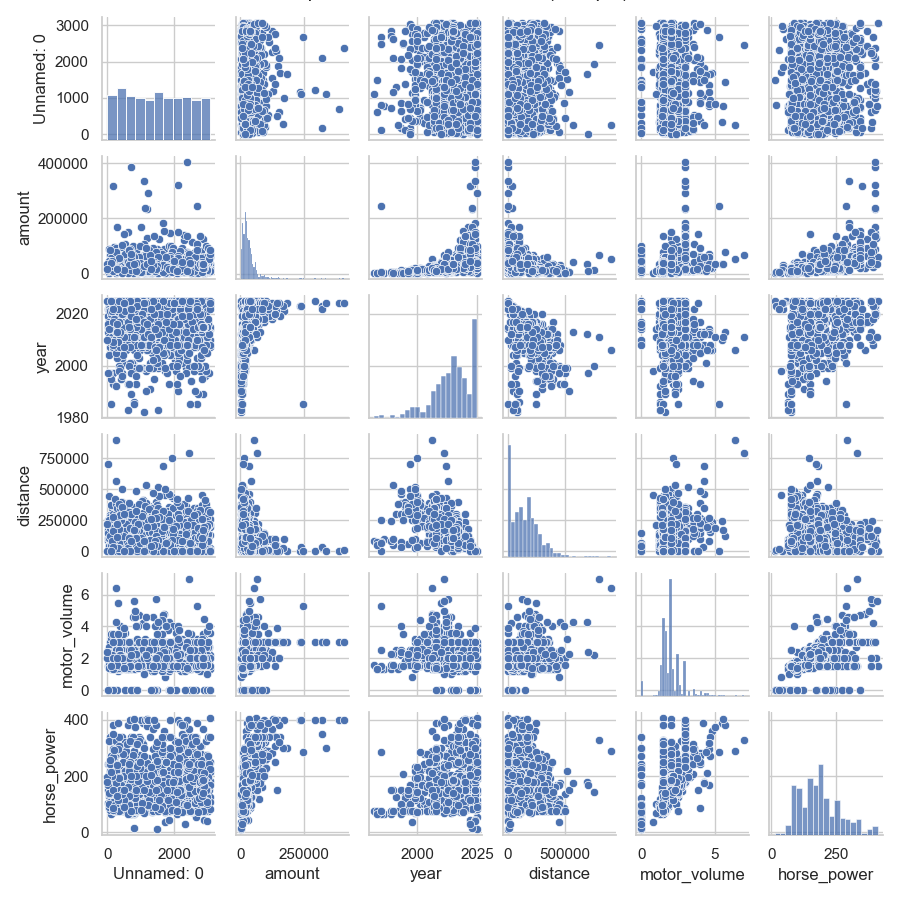 3000
2000
1000
0
Unnamed: 0
400000
200000
0
amount
2020
2000
1980
year
750000
500000
250000
0
distance
6
4
2
0
motor_volume
400
200
0
horse_power
0 2000 0 250000 2000 2025 0 500000 0 5 0 250
Unnamed: 0 amount year distance motor_volume horse_power